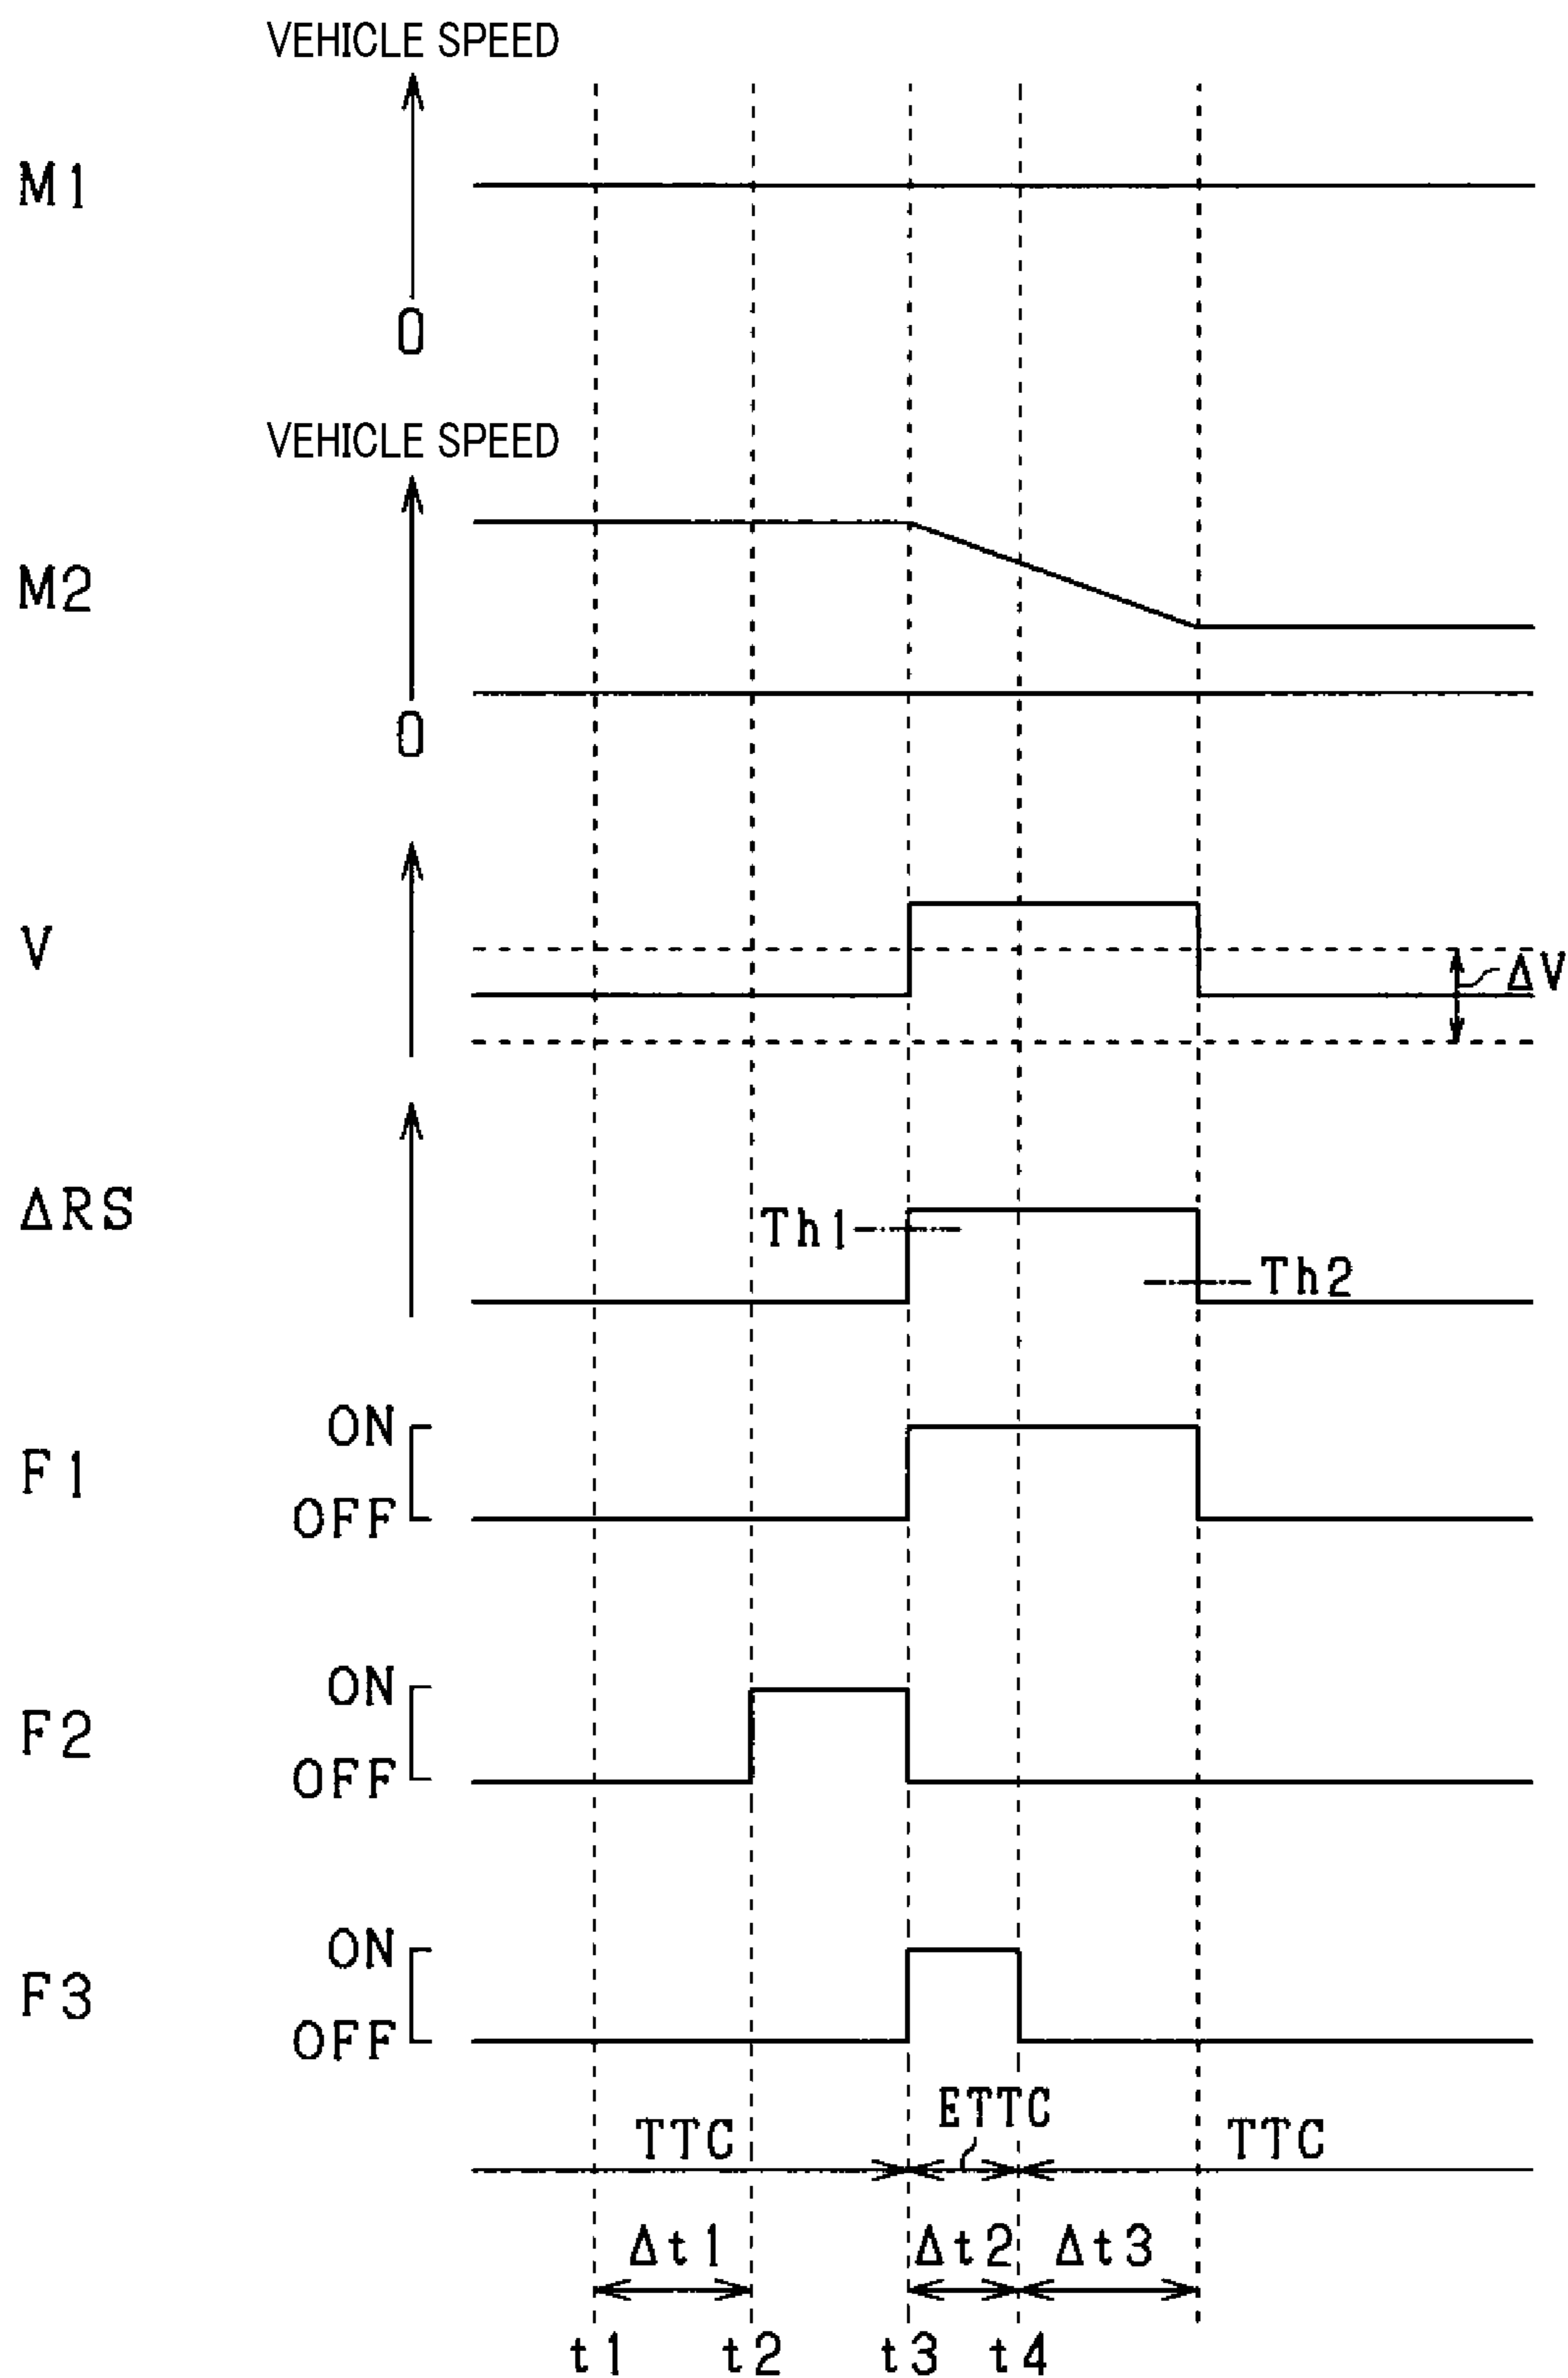 VEHICLE SPEED
M1
0
VEHICLE SPEED
M2
0
V
ΔV
ΔRS
Th1
Th2
ON
F1
OFF
ON
F2
OFF
ON
F3
OFF
ETTC
TTC
TTC
Δt1
Δt2
Δt3
t1
t2
t3
t4